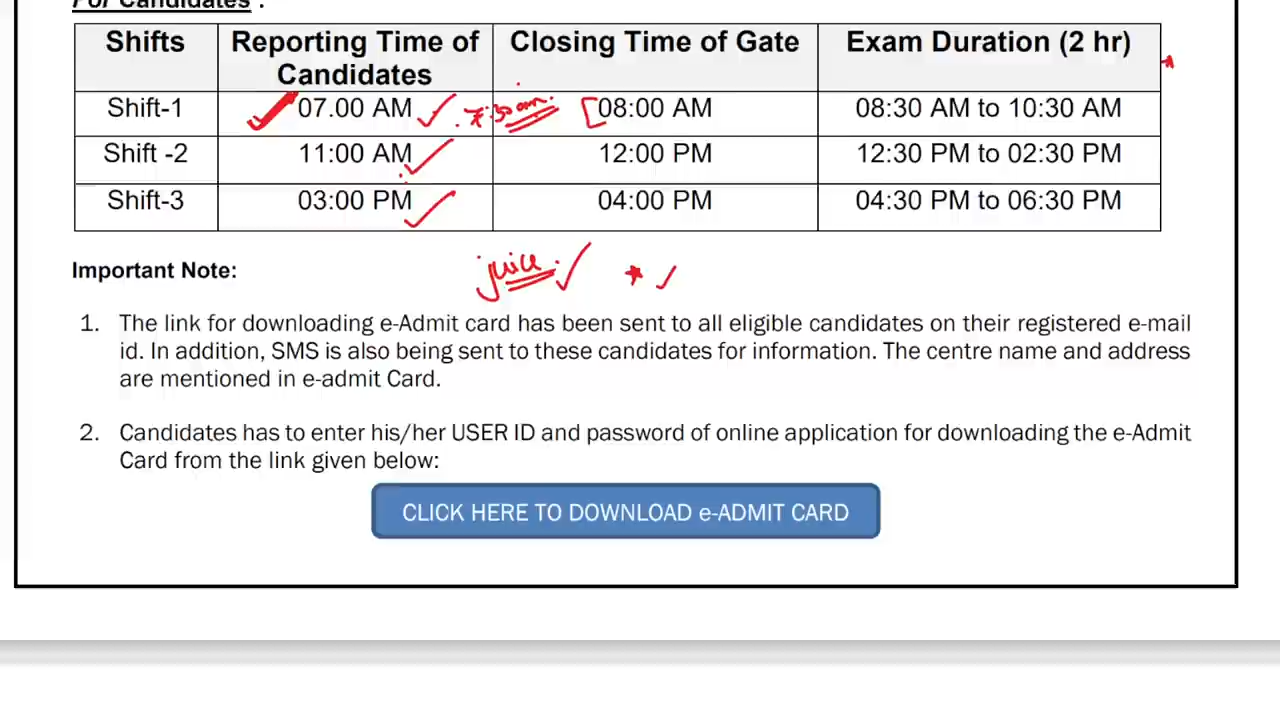 For Candidates :
Shifts Reporting Time of Candidates Closing Time of Gate Exam Duration (2 hr)
Shift-1 07.00 AM 7:30 am. 08:00 AM 08:30 AM to 10:30 AM
Shift -2 11:00 AM 12:00 PM 12:30 PM to 02:30 PM
Shift-3 03:00 PM 04:00 PM 04:30 PM to 06:30 PM
juice.
Important Note:
1. The link for downloading e-Admit card has been sent to all eligible candidates on their registered e-mail
id. In addition, SMS is also being sent to these candidates for information. The centre name and address
are mentioned in e-admit Card.
2. Candidates has to enter his/her USER ID and password of online application for downloading the e-Admit
Card from the link given below:
CLICK HERE TO DOWNLOAD e-ADMIT CARD